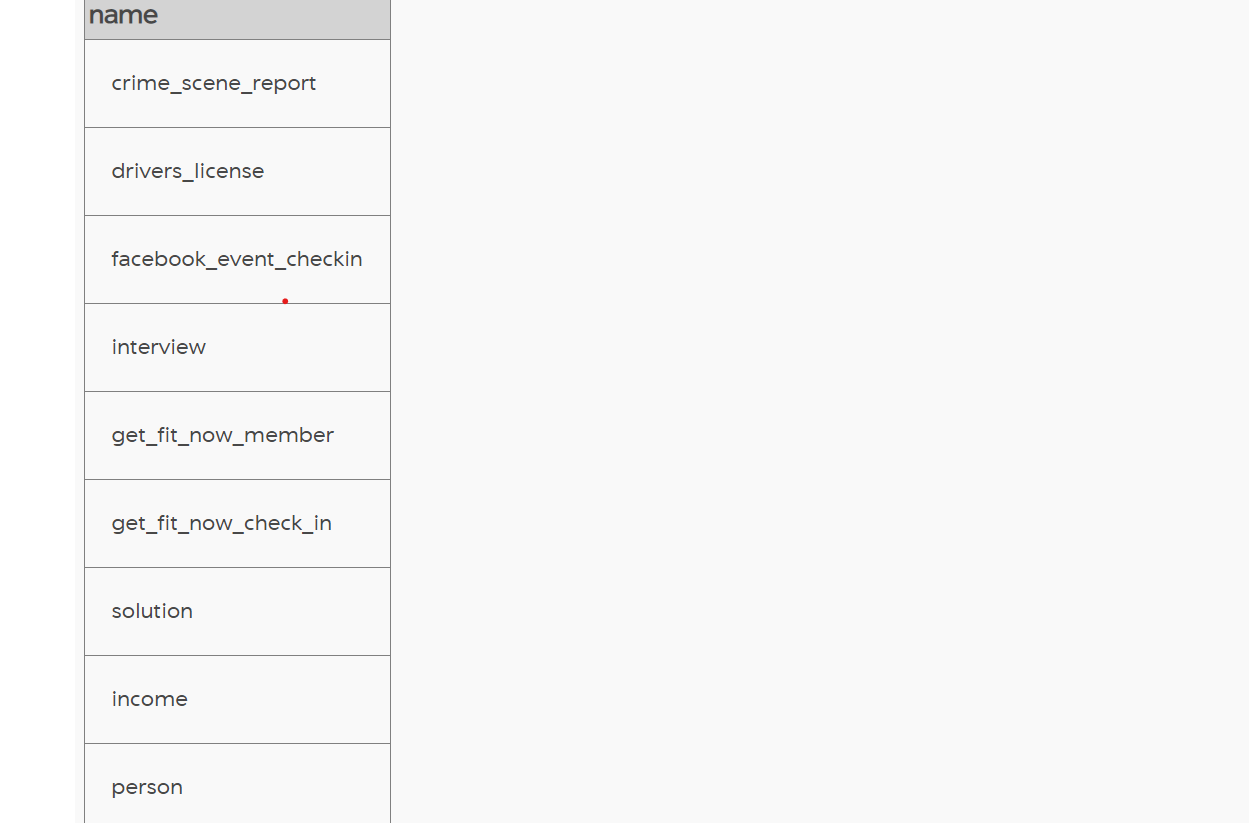 name
crime_scene_report
drivers_license
facebook_event_checkin
interview
get_fit_now_member
get_fit_now_check_in
solution
income
person